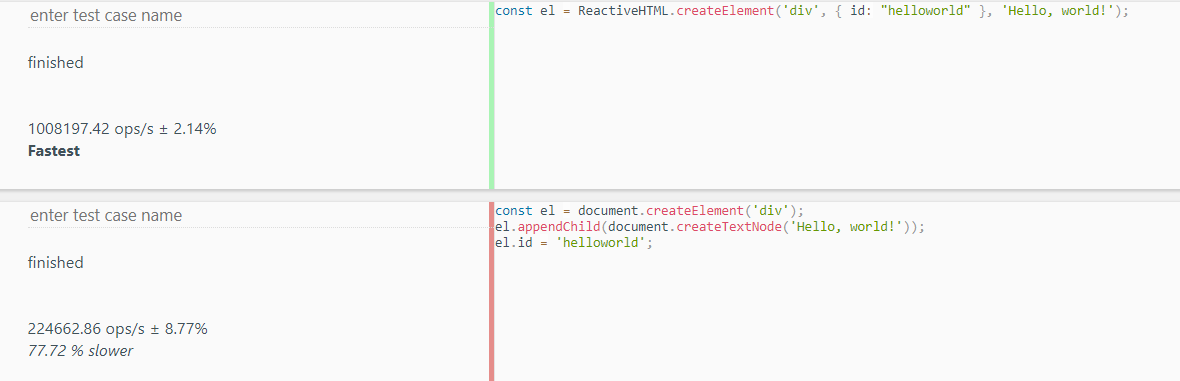 enter test case name
const el = ReactiveHTML.createElement('div', { id: "helloworld" }, 'Hello, world!');
finished
1008197.42 ops/s ± 2.14%
Fastest
enter test case name
const el = document.createElement('div');
el.appendChild(document.createTextNode('Hello, world!'));
el.id = 'helloworld';
finished
224662.86 ops/s ± 8.77%
77.72 % slower